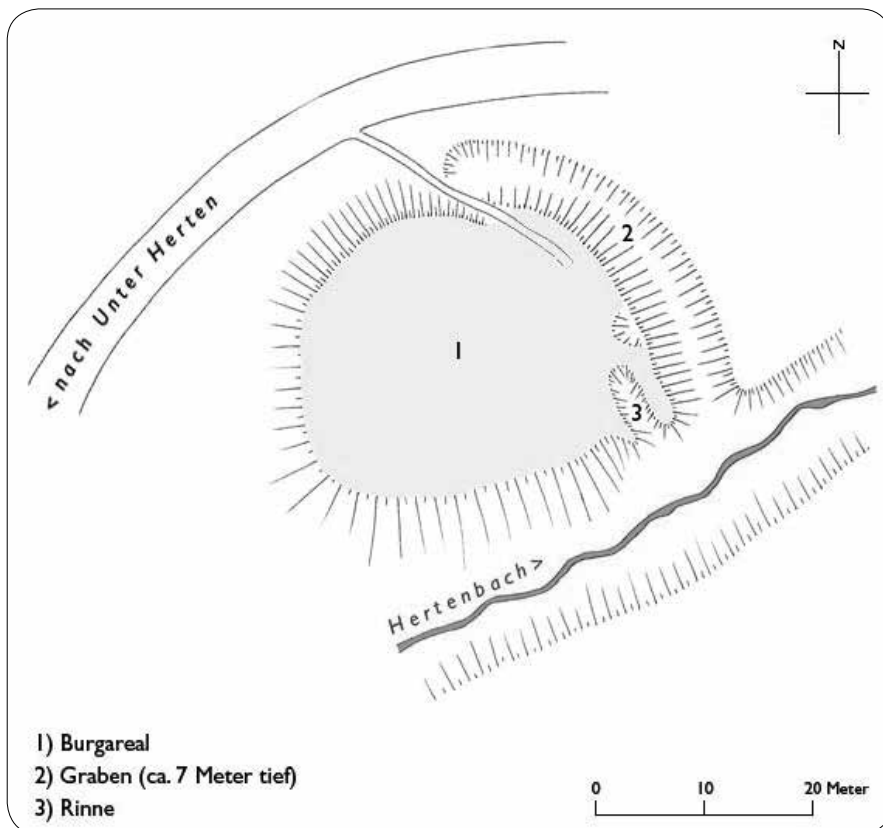 N
< nach Unter Herten
2
1
3
Hertenbach >
1) Burgareal
2) Graben (ca. 7 Meter tief)
3) Rinne
0 10 20 Meter